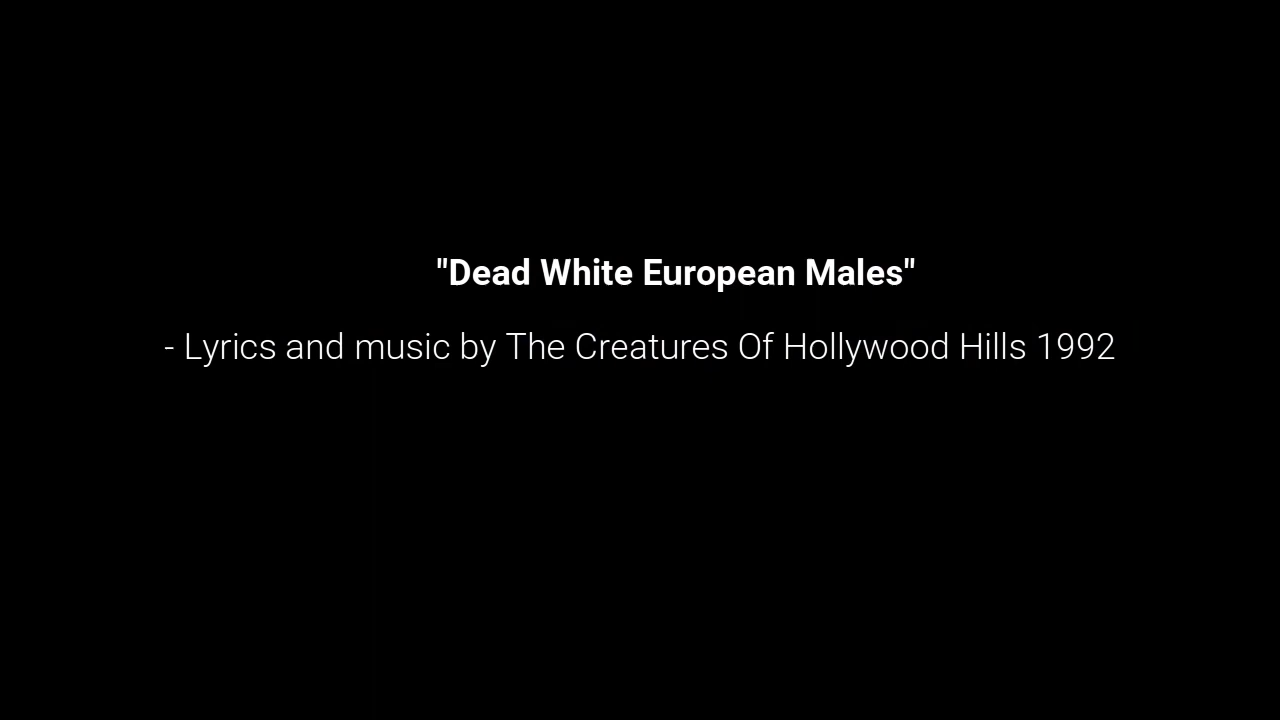 "Dead White European Males"
- Lyrics and music by The Creatures Of Hollywood Hills 1992